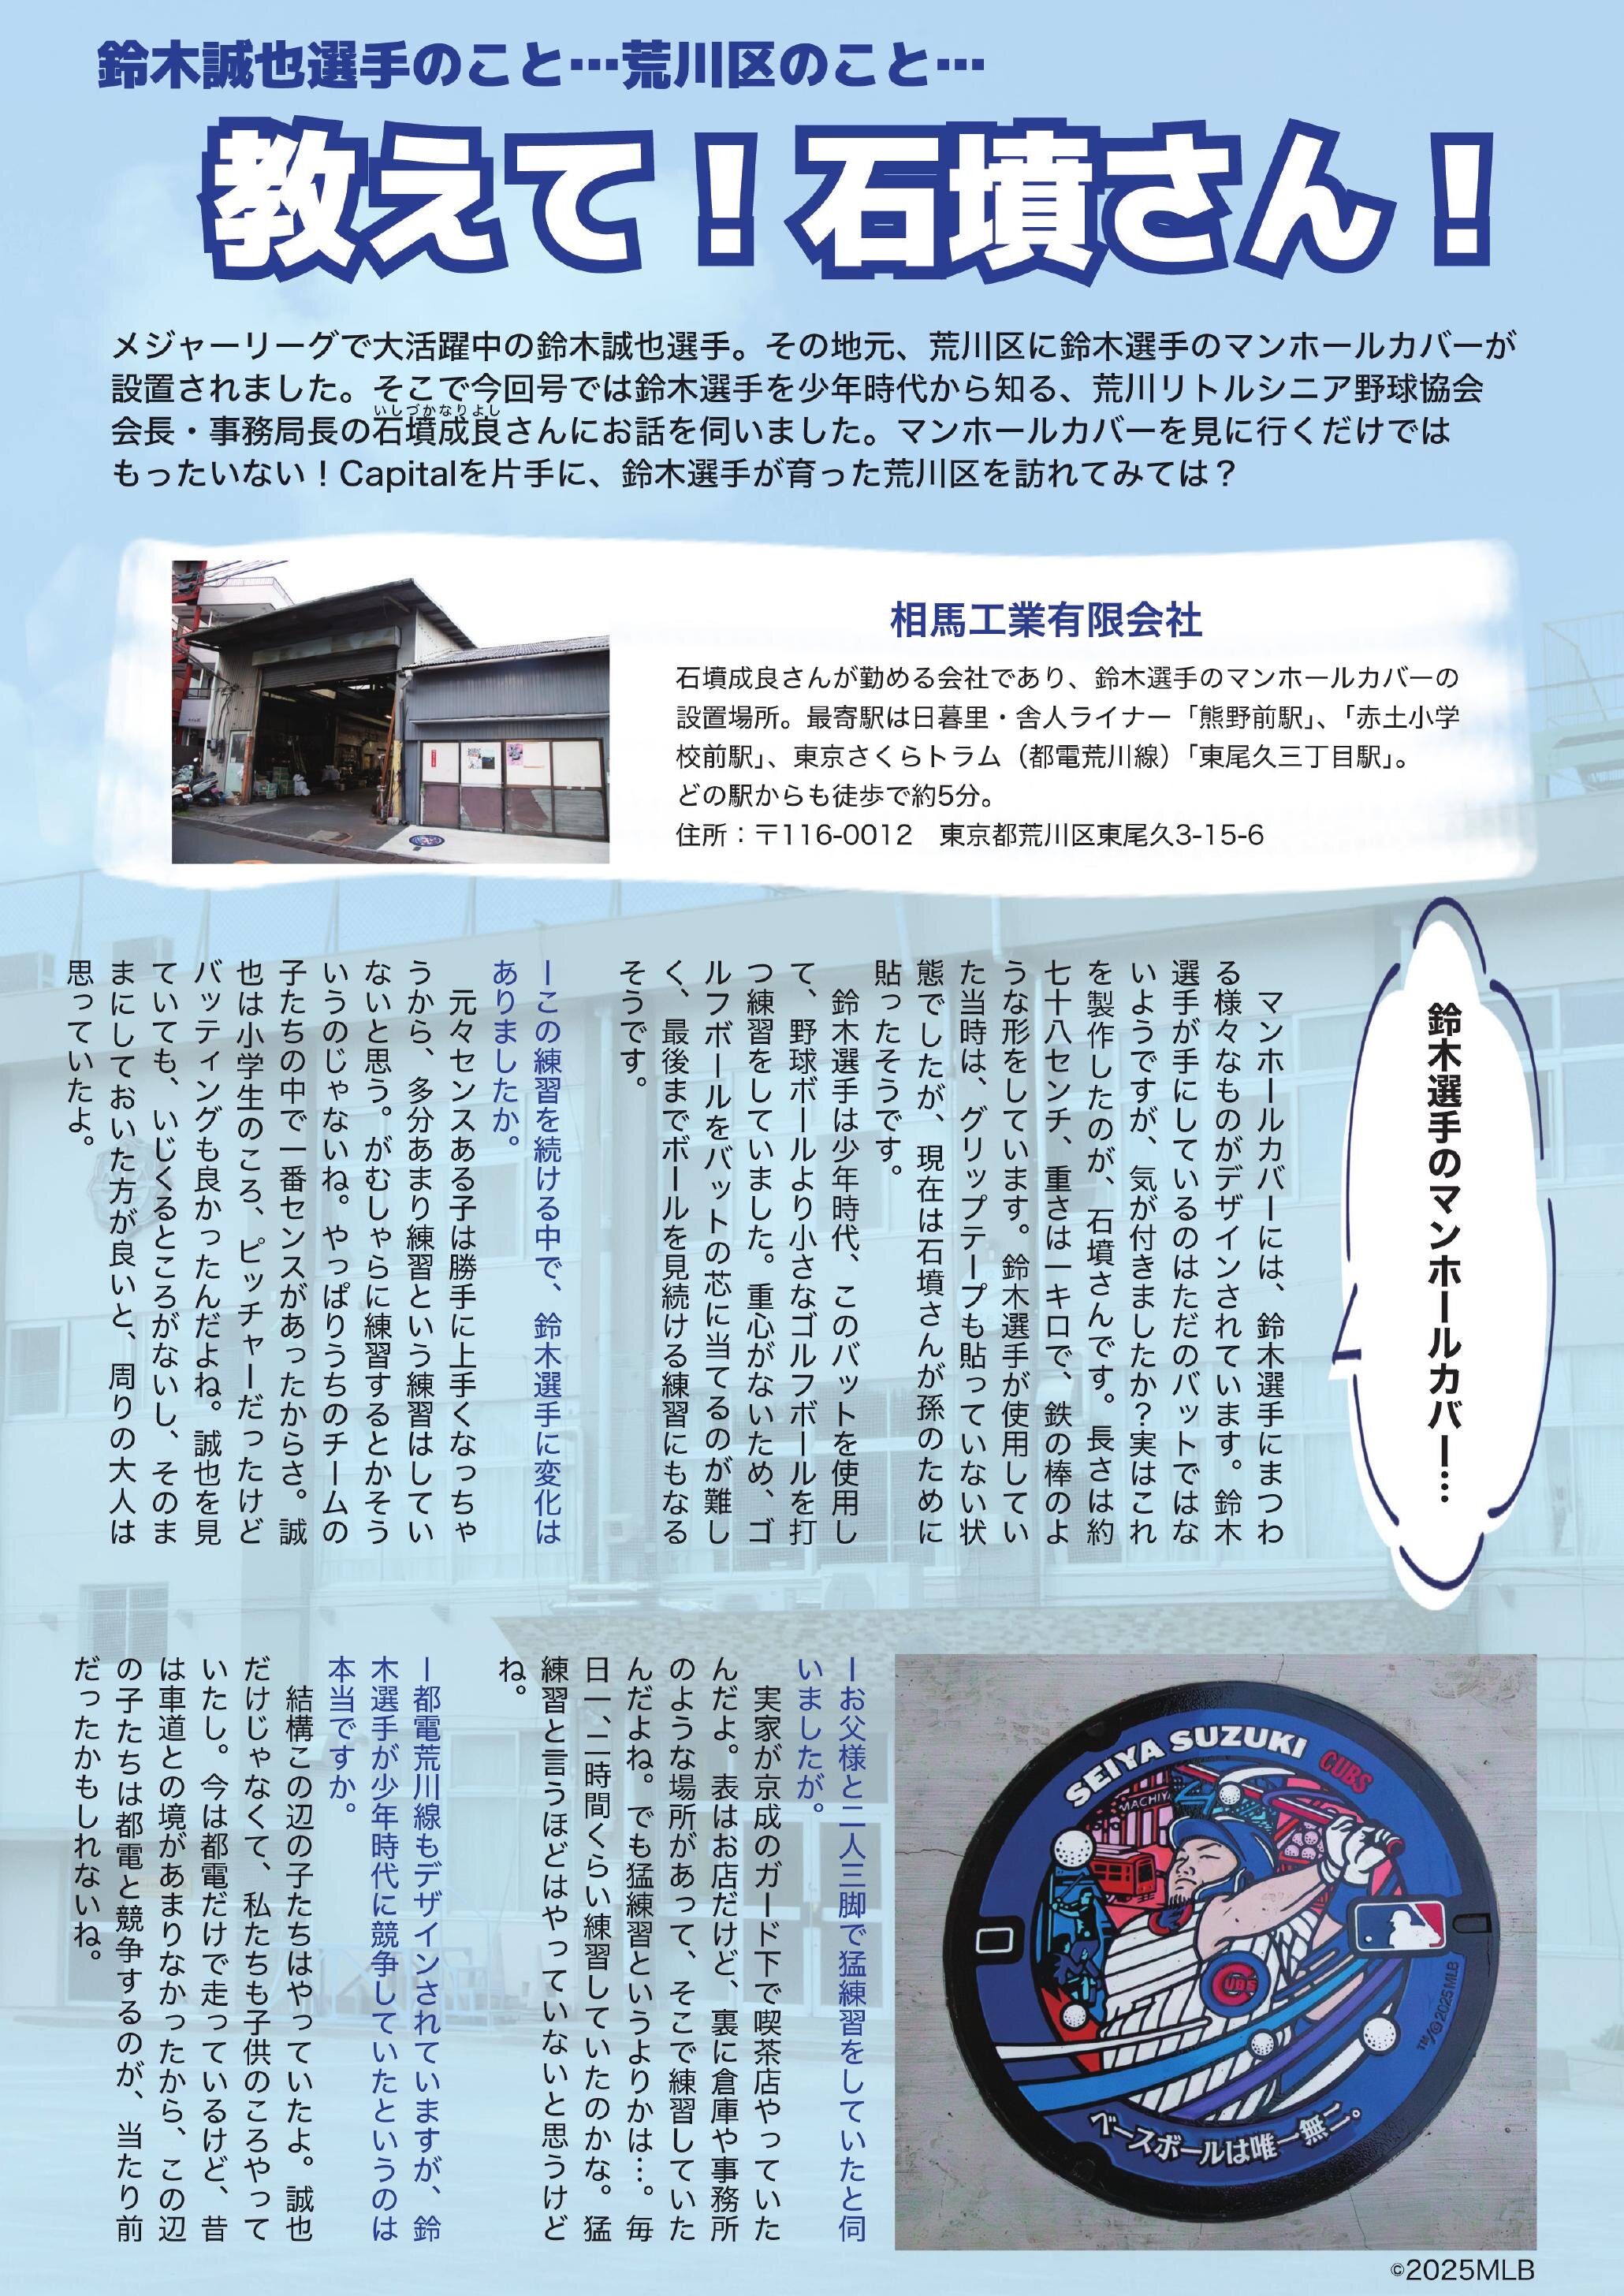 鈴木誠也選手のこと…荒川区のこと…
教えて！石墳さん！
メジャーリーグで大活躍中の鈴木誠也選手。その地元、荒川区に鈴木選手のマンホールカバーが
設置されました。そこで今回号では鈴木選手を少年時代から知る、荒川リトルシニア野球協会
いしづかなりよし
会長・事務局長の石墳成良さんにお話を伺いました。マンホールカバーを見に行くだけでは
もったいない！Capitalを片手に、鈴木選手が育った荒川区を訪れてみては？
相馬工業有限会社
石墳成良さんが勤める会社であり、鈴木選手のマンホールカバーの
設置場所。最寄駅は日暮里・舎人ライナー「熊野前駅」、「赤土小学
校前駅」、東京さくらトラム（都電荒川線）「東尾久三丁目駅」。
どの駅からも徒歩で約5分。
住所：〒116-0012　東京都荒川区東尾久3-15-6
鈴木選手のマンホールカバー…
マンホールカバーには、鈴木選手にまつわ
る様々なものがデザインされています。鈴木
選手が手にしているのはただのバットではな
いようですが、気が付きましたか？実はこれ
を製作したのが、石墳さんです。長さは約
七十八センチ、重さは一キロで、鉄の棒のよ
うな形をしています。鈴木選手が使用してい
た当時は、グリップテープも貼っていない状
態でしたが、現在は石墳さんが孫のために
貼ったそうです。
鈴木選手は少年時代、このバットを使用し
て、野球ボールより小さなゴルフボールを打
つ練習をしていました。重心がないため、ゴ
ルフボールをバットの芯に当てるのが難し
く、最後までボールを見続ける練習にもなる
そうです。
ーこの練習を続ける中で、鈴木選手に変化は
ありましたか。
元々センスある子は勝手に上手くなっちゃ
うから、多分あまり練習という練習はしてい
ないと思う。がむしゃらに練習するとかそう
いうのじゃないね。やっぱりうちのチームの
子たちの中で一番センスがあったからさ。誠
也は小学生のころ、ピッチャーだったけど
バッティングも良かったんだよね。誠也を見
ていても、いじくるところがないし、そのま
まにしておいた方が良いと、周りの大人は
思っていたよ。
ーお父様と二人三脚で猛練習をしていたと伺
いましたが。
実家が京成のガード下で喫茶店やっていた
んだよ。表はお店だけど、裏に倉庫や事務所
のような場所があって、そこで練習していた
んだよね。でも猛練習というよりかは…。毎
日一、二時間くらい練習していたのかな。猛
練習と言うほどはやっていないと思うけど
ね。
ー都電荒川線もデザインされていますが、鈴
木選手が少年時代に競争していたというのは
本当ですか。
結構この辺の子たちはやっていたよ。誠也
だけじゃなくて、私たちも子供のころやって
いたし。今は都電だけで走っているけど、昔
は車道との境があまりなかったから、この辺
の子たちは都電と競争するのが、当たり前
だったかもしれないね。
SEIYA SUZUKI CUBS
MACHIYA
CUBS
TM/© 2025 MLB
ベースボールは唯一無二。
©2025MLB